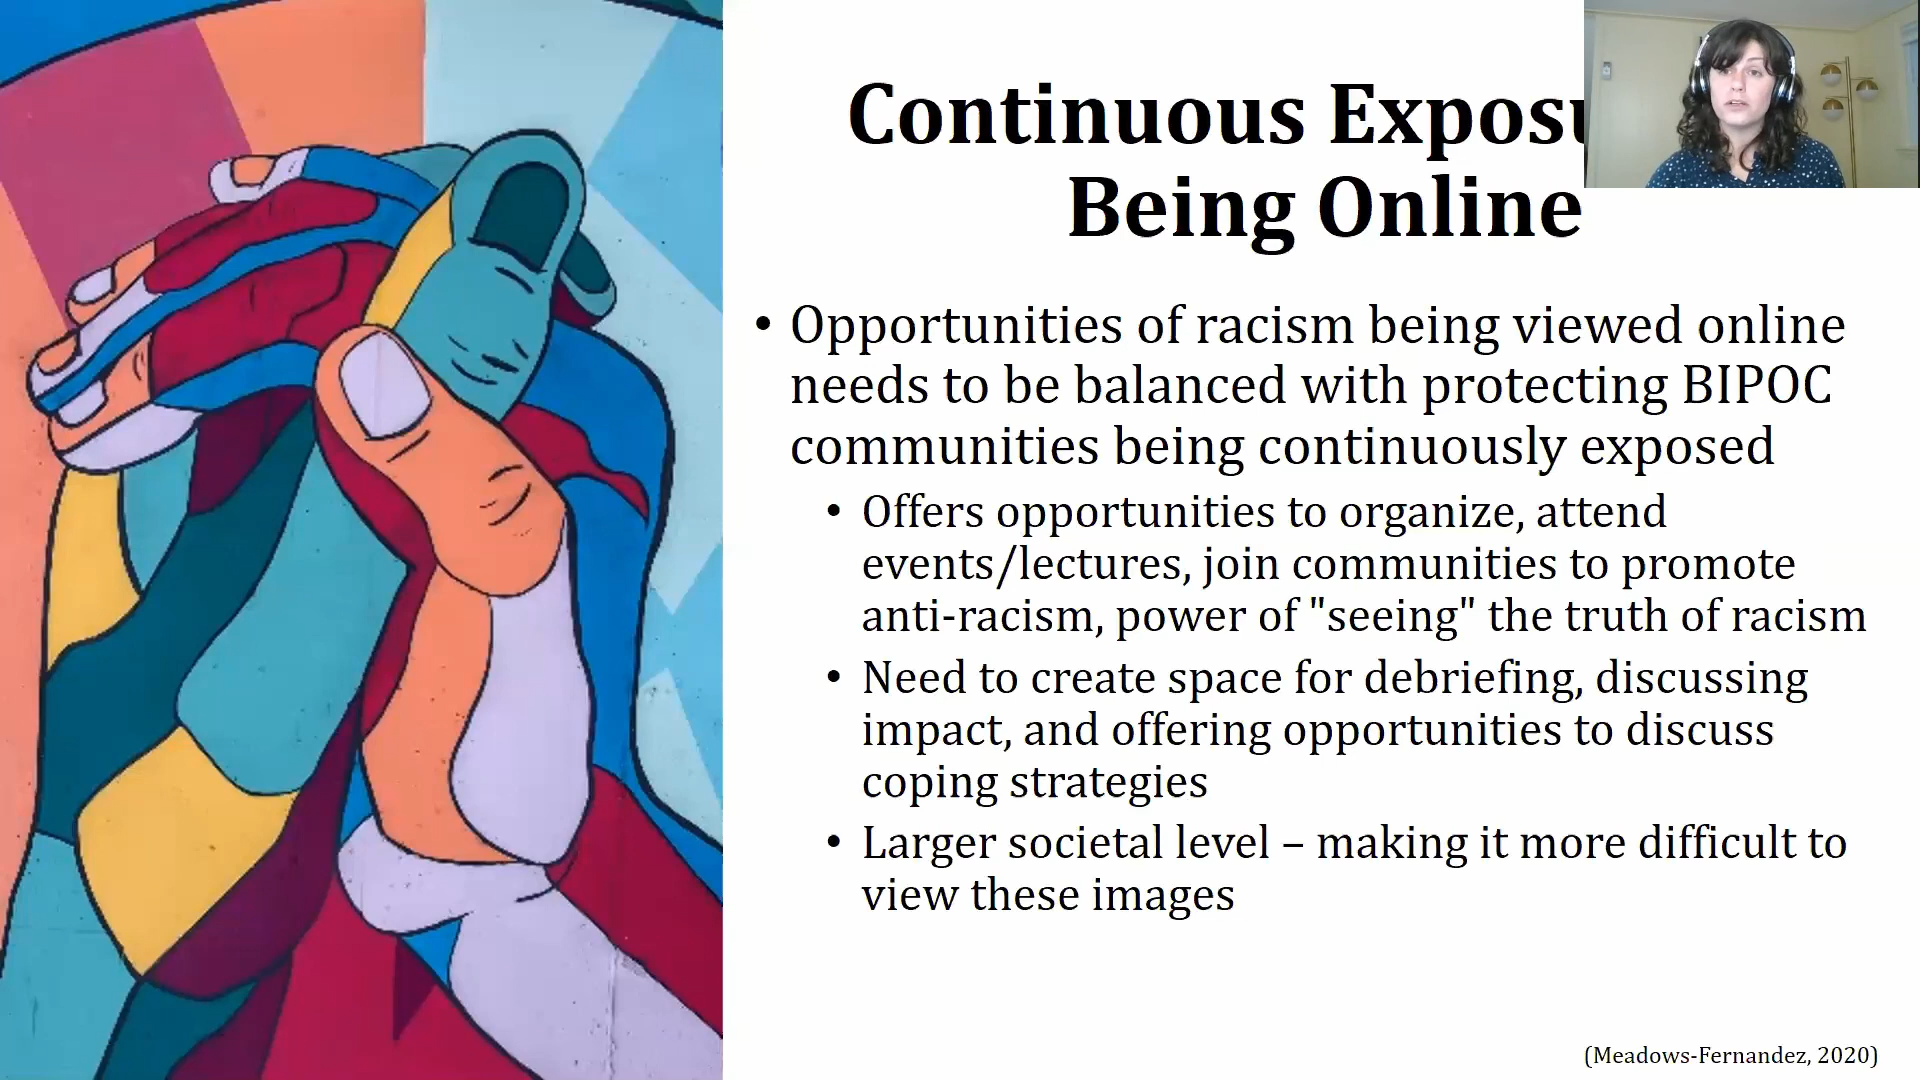 Continuous
Being Online
• Opportunities of racism being viewed online
needs to be balanced with protecting BIPOC
communities being continuously exposed
• Offers opportunities to organize, attend
events/lectures, join communities to promote
anti-racism, power of "seeing" the truth of racism
• Need to create space for debriefing, discussing
impact, and offering opportunities to discuss
coping strategies
• Larger societal level – making it more difficult to
view these images
(Meadows-Fernandez, 2020)